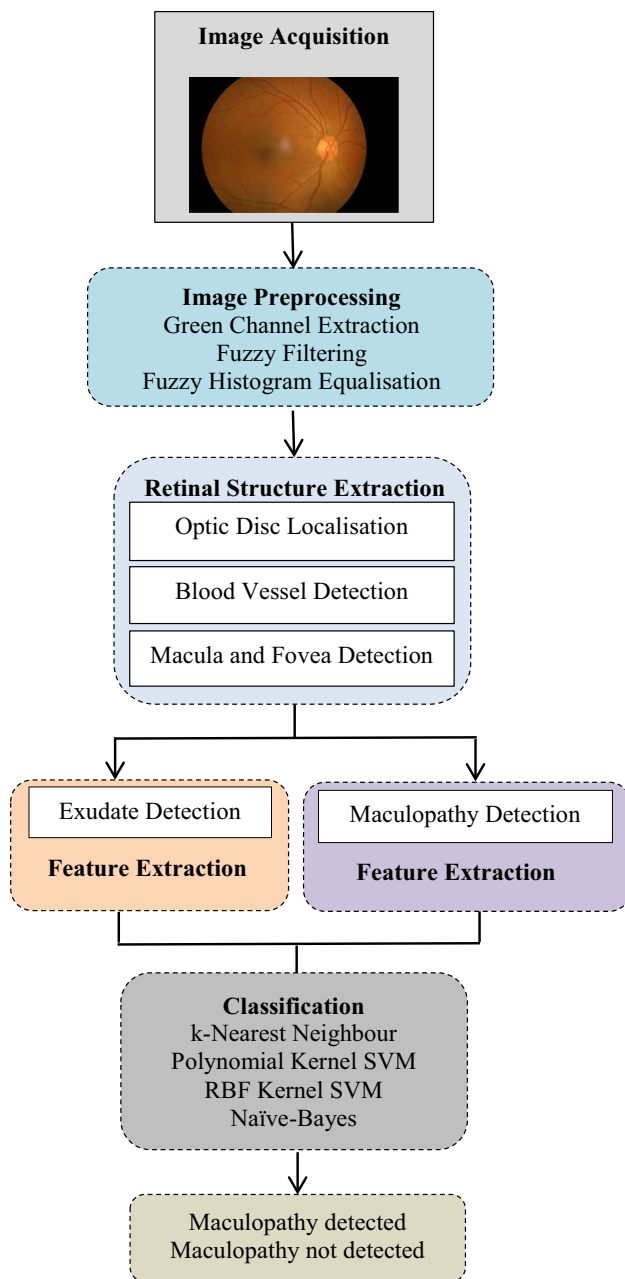 Image Acquisition
Image Preprocessing
Green Channel Extraction
Fuzzy Filtering
Fuzzy Histogram Equalisation
Retinal Structure Extraction
Optic Disc Localisation
Blood Vessel Detection
Macula and Fovea Detection
Exudate Detection
Feature Extraction
Maculopathy Detection
Feature Extraction
Classification
k-Nearest Neighbour
Polynomial Kernel SVM
RBF Kernel SVM
Naïve-Bayes
Maculopathy detected
Maculopathy not detected